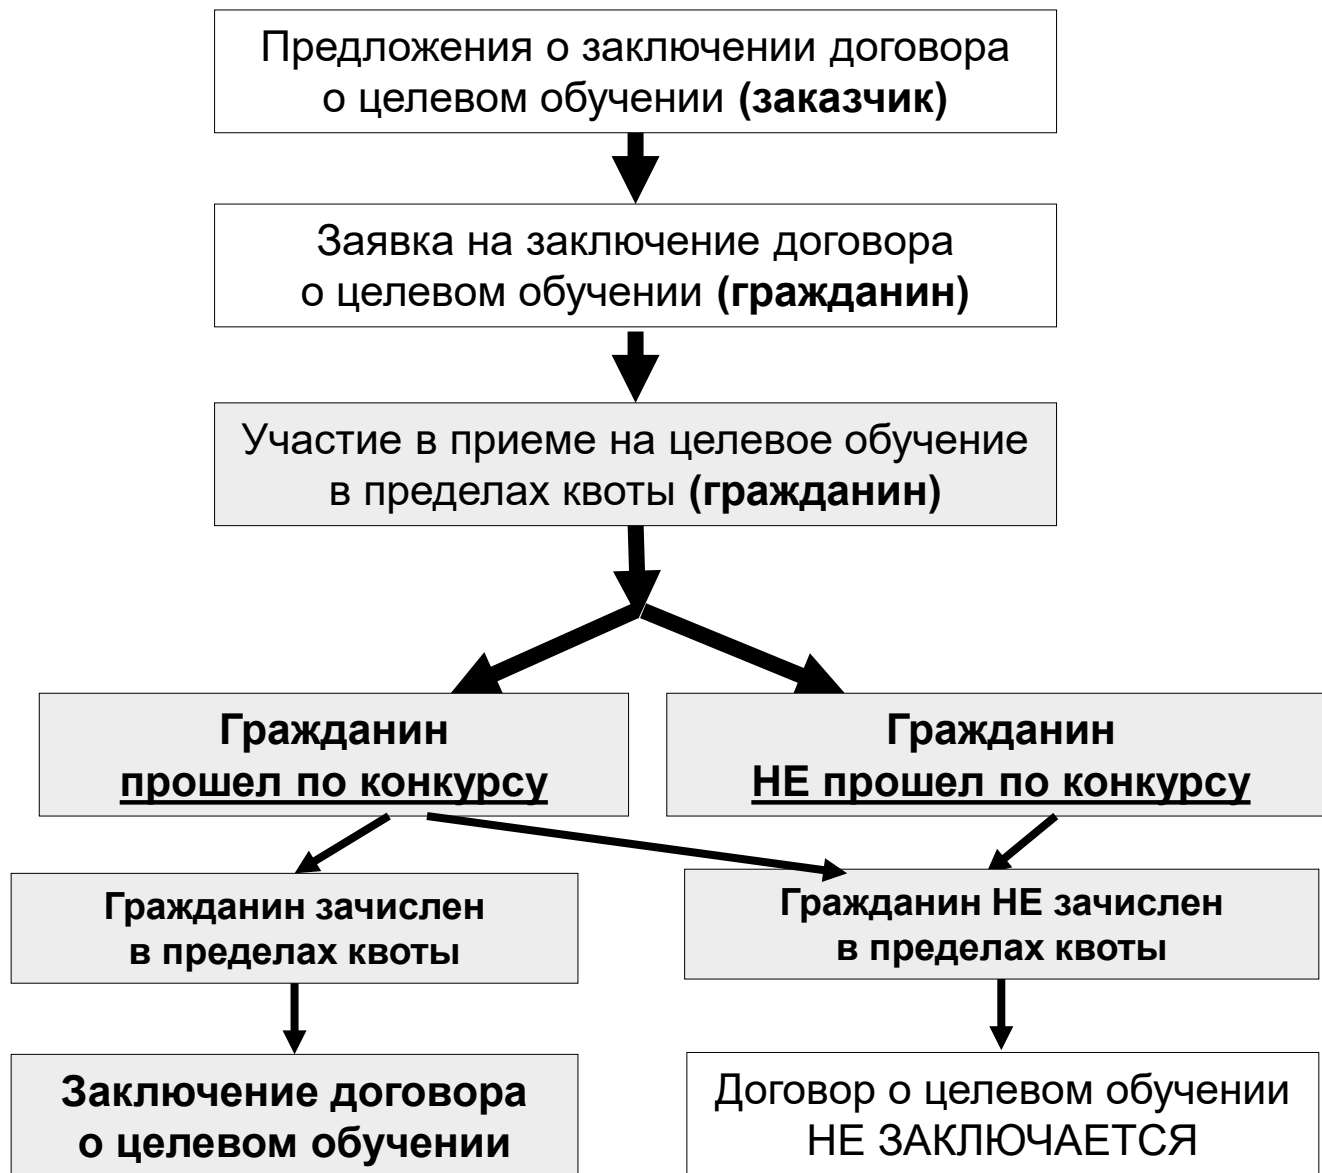 Предложения о заключении договора
о целевом обучении (заказчик)
Заявка на заключение договора
о целевом обучении (гражданин)
Участие в приеме на целевое обучение
в пределах квоты (гражданин)
Гражданин
прошел по конкурсу
Гражданин
НЕ прошел по конкурсу
Гражданин зачислен
в пределах квоты
Гражданин НЕ зачислен
в пределах квоты
Заключение договора
о целевом обучении
Договор о целевом обучении
НЕ ЗАКЛЮЧАЕТСЯ